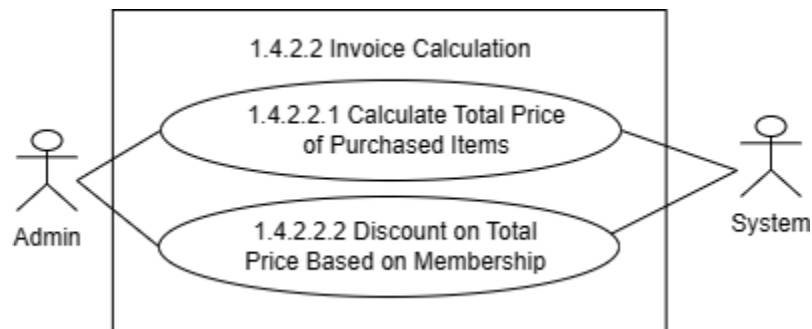 1.4.2.2 Invoice Calculation
1.4.2.2.1 Calculate Total Price
of Purchased Items
Admin
System
1.4.2.2.2 Discount on Total
Price Based on Membership